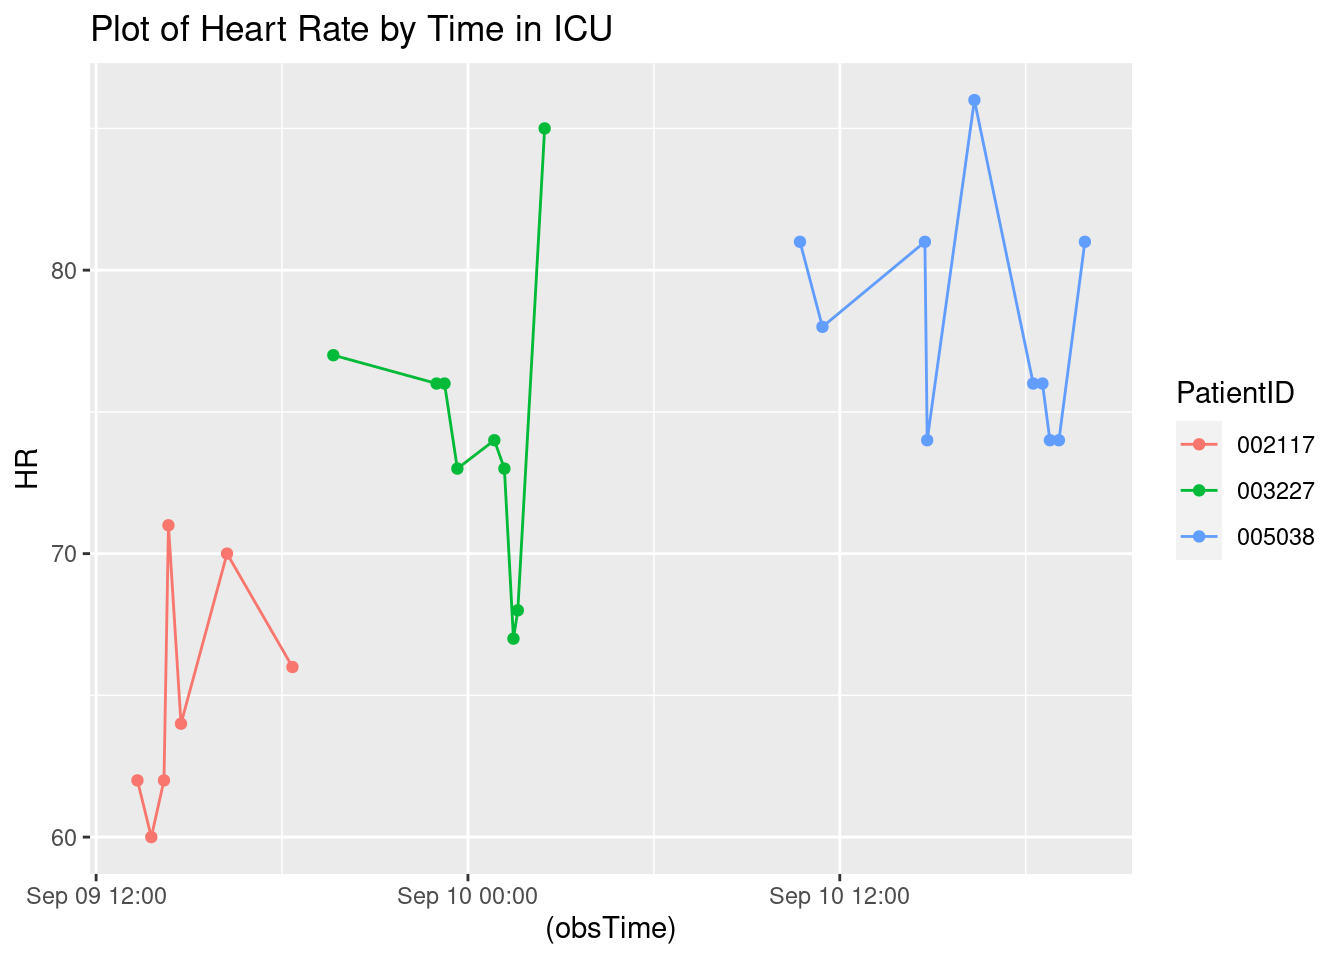 Plot of Heart Rate by Time in ICU
HR
80
70
60
Sep 09 12:00
Sep 10 00:00
Sep 10 12:00
(obsTime)
PatientID
002117
003227
005038